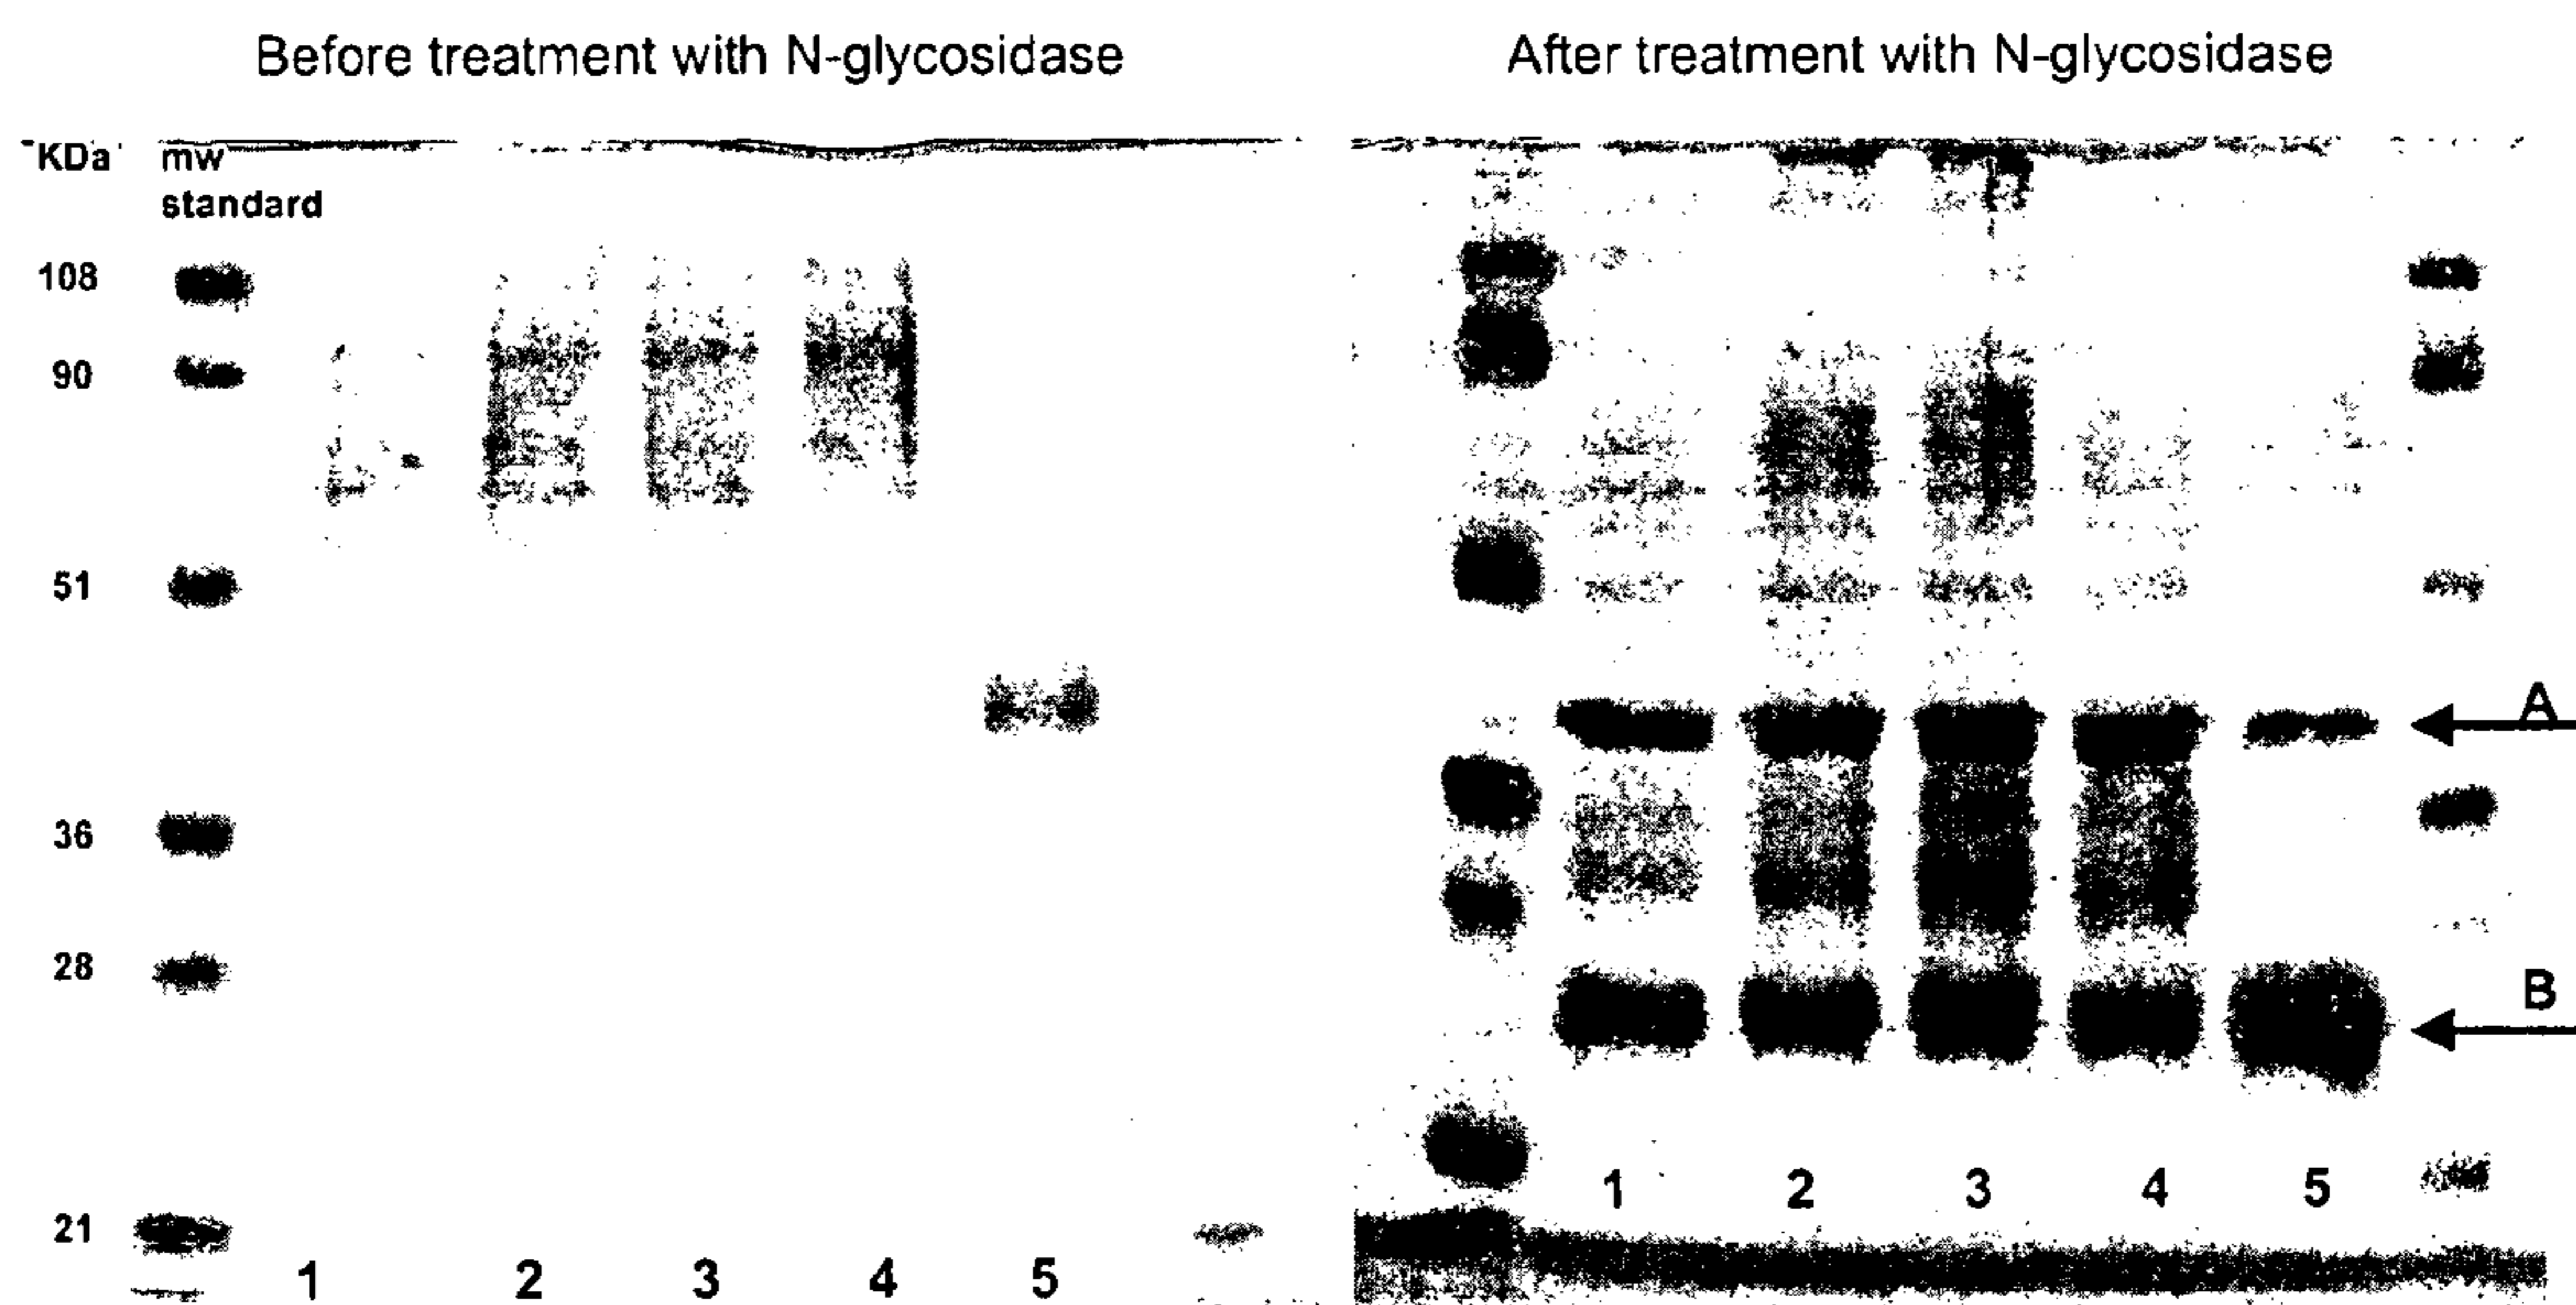 Before treatment with N-glycosidase
After treatment with N-glycosidase
KDa
mw
standard
108
90
51
36
28
21
1 2 3 4 5
A
B
1 2 3 4 5